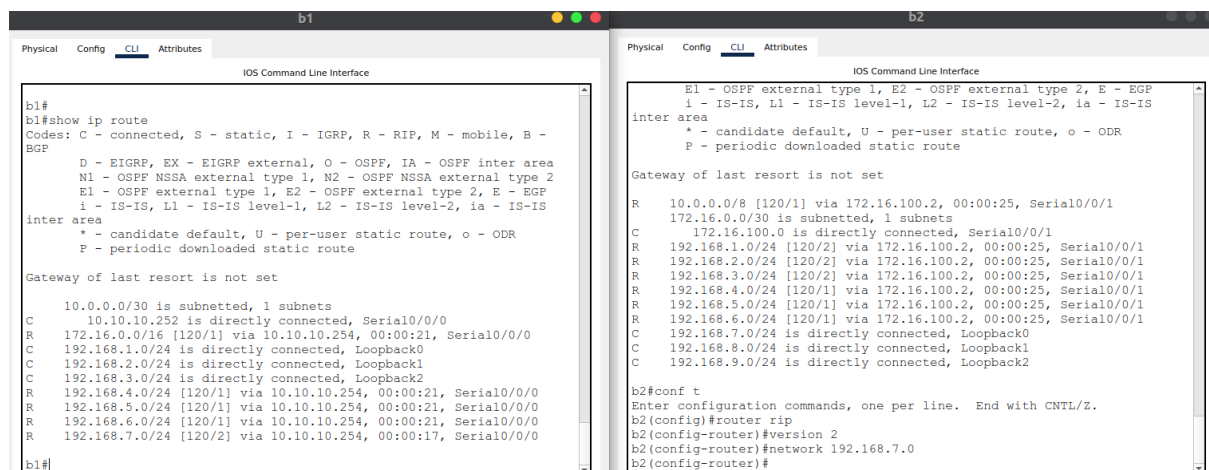 b1
Physical Config CLI Attributes
IOS Command Line Interface
b1#
b1#show ip route
Codes: C - connected, S - static, I - IGRP, R - RIP, M - mobile, B -
BGP
D - EIGRP, EX - EIGRP external, O - OSPF, IA - OSPF inter area
N1 - OSPF NSSA external type 1, N2 - OSPF NSSA external type 2
E1 - OSPF external type 1, E2 - OSPF external type 2, E - EGP
i - IS-IS, L1 - IS-IS level-1, L2 - IS-IS level-2, ia - IS-IS
inter area
* - candidate default, U - per-user static route, o - ODR
P - periodic downloaded static route
Gateway of last resort is not set
10.0.0.0/30 is subnetted, 1 subnets
C 10.10.10.252 is directly connected, Serial0/0/0
R 172.16.0.0/16 [120/1] via 10.10.10.254, 00:00:21, Serial0/0/0
C 192.168.1.0/24 is directly connected, Loopback0
C 192.168.2.0/24 is directly connected, Loopback1
C 192.168.3.0/24 is directly connected, Loopback2
R 192.168.4.0/24 [120/1] via 10.10.10.254, 00:00:21, Serial0/0/0
R 192.168.5.0/24 [120/1] via 10.10.10.254, 00:00:21, Serial0/0/0
R 192.168.6.0/24 [120/1] via 10.10.10.254, 00:00:21, Serial0/0/0
R 192.168.7.0/24 [120/2] via 10.10.10.254, 00:00:17, Serial0/0/0
b1#
b2
Physical Config CLI Attributes
IOS Command Line Interface
E1 - OSPF external type 1, E2 - OSPF external type 2, E - EGP
i - IS-IS, L1 - IS-IS level-1, L2 - IS-IS level-2, ia - IS-IS
inter area
* - candidate default, U - per-user static route, o - ODR
P - periodic downloaded static route
Gateway of last resort is not set
R 10.0.0.0/8 [120/1] via 172.16.100.2, 00:00:25, Serial0/0/1
172.16.0.0/30 is subnetted, 1 subnets
C 172.16.100.0 is directly connected, Serial0/0/1
R 192.168.1.0/24 [120/2] via 172.16.100.2, 00:00:25, Serial0/0/1
R 192.168.2.0/24 [120/2] via 172.16.100.2, 00:00:25, Serial0/0/1
R 192.168.3.0/24 [120/2] via 172.16.100.2, 00:00:25, Serial0/0/1
R 192.168.4.0/24 [120/1] via 172.16.100.2, 00:00:25, Serial0/0/1
R 192.168.5.0/24 [120/1] via 172.16.100.2, 00:00:25, Serial0/0/1
R 192.168.6.0/24 [120/1] via 172.16.100.2, 00:00:25, Serial0/0/1
C 192.168.7.0/24 is directly connected, Loopback0
C 192.168.8.0/24 is directly connected, Loopback1
C 192.168.9.0/24 is directly connected, Loopback2
b2#conf t
Enter configuration commands, one per line. End with CNTL/Z.
b2(config)#router rip
b2(config-router)#version 2
b2(config-router)#network 192.168.7.0
b2(config-router)#